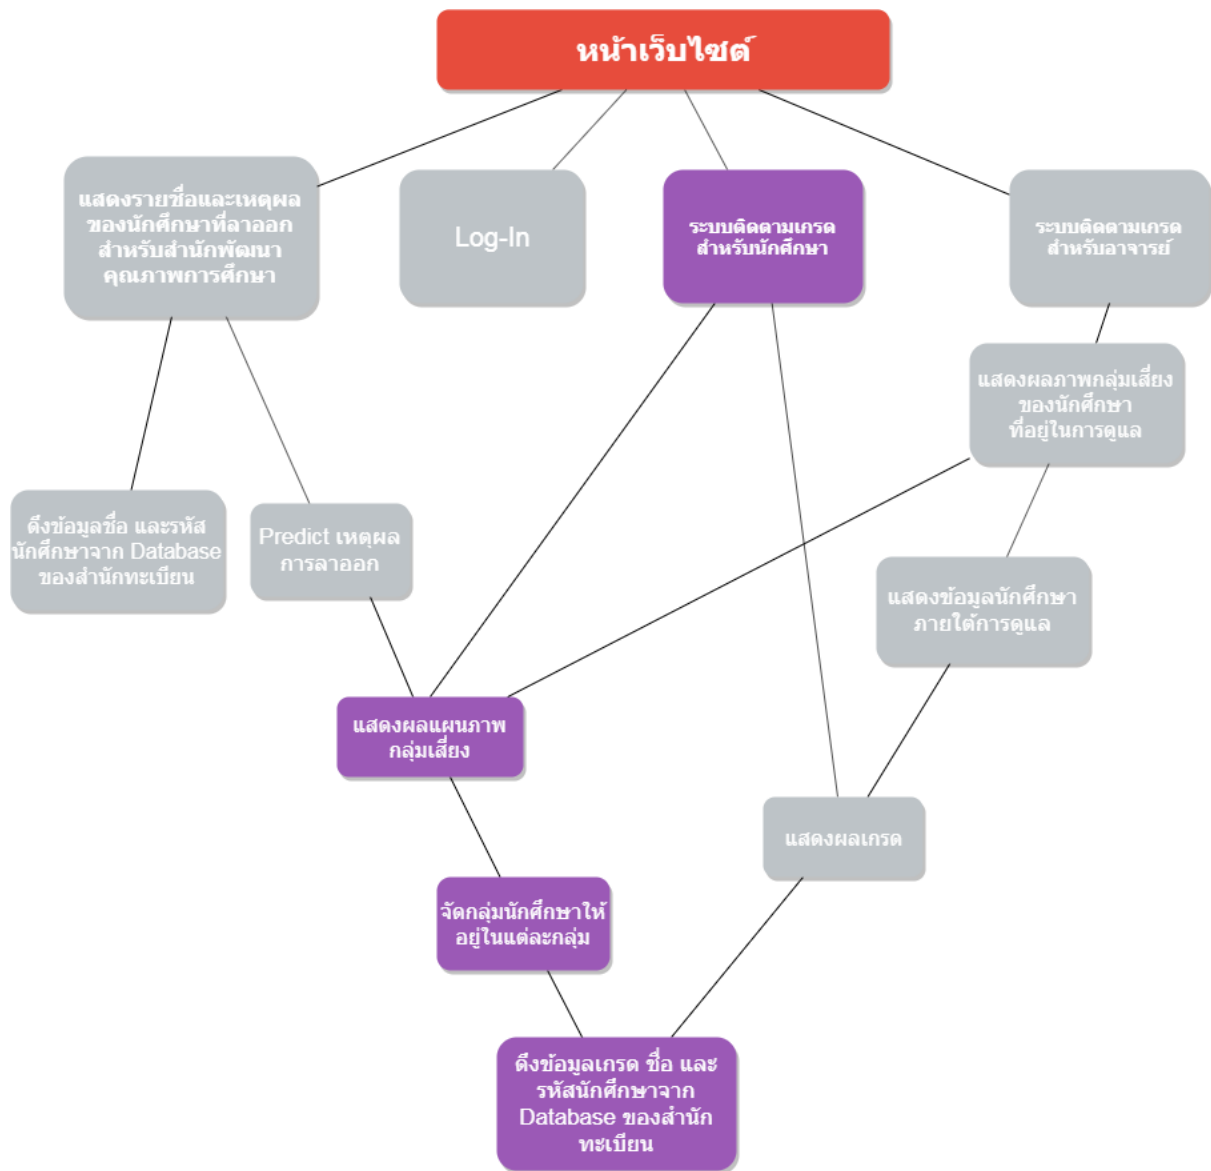 หน้าเว็บไซต์
แสดงรายชื่อและเหตุผล
ของนักศึกษาที่ลาออก
สำหรับสำนักพัฒนา
คุณภาพการศึกษา
Log-In
ระบบติดตามเกรด
สำหรับนักศึกษา
ระบบติดตามเกรด
สำหรับอาจารย์
แสดงผลภาพกลุ่มเสี่ยง
ของนักศึกษา
ที่อยู่ในการดูแล
ดึงข้อมูลชื่อ และรหัส
นักศึกษาจาก Database
ของสำนักทะเบียน
Predict เหตุผล
การลาออก
แสดงข้อมูลนักศึกษา
ภายใต้การดูแล
แสดงผลแผนภาพ
กลุ่มเสี่ยง
แสดงผลเกรด
จัดกลุ่มนักศึกษาให้
อยู่ในแต่ละกลุ่ม
ดึงข้อมูลเกรด ชื่อ และ
รหัสนักศึกษาจาก
Database ของสำนัก
ทะเบียน